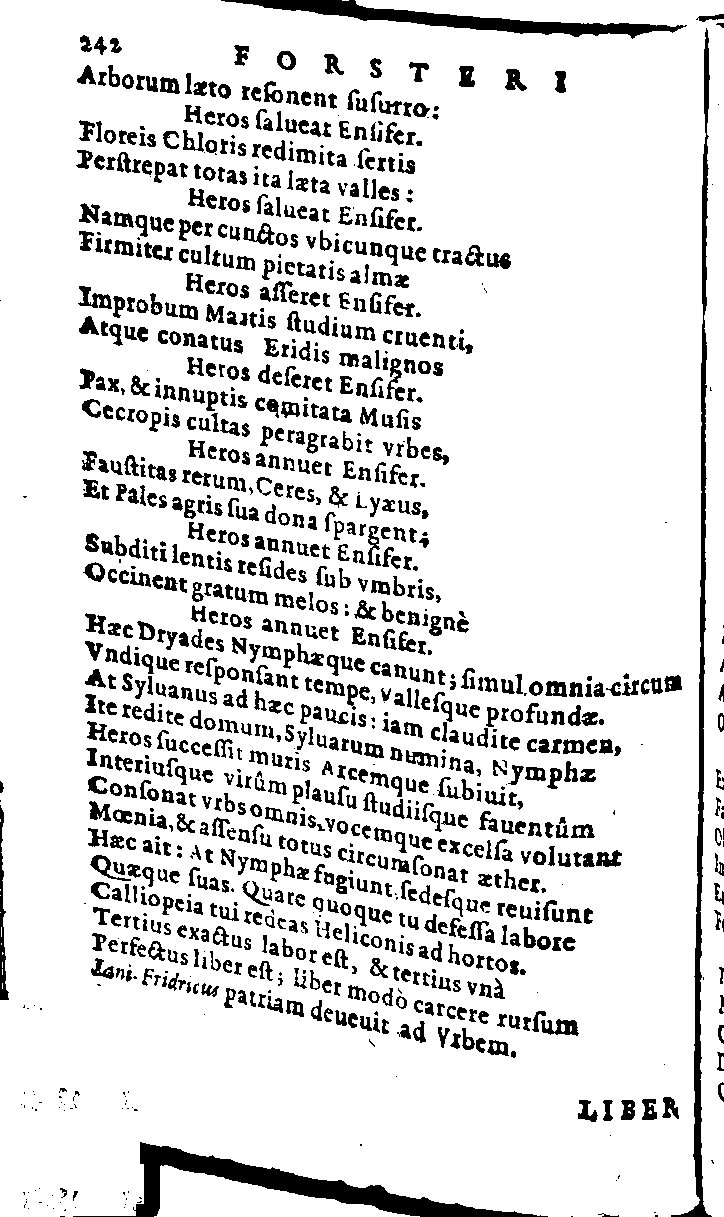 242 FORSTERI
Arborum læto reſonent ſuſurro:
Heros ſalueat Enſifer.
Floreis Chloris redimita ſertis
Perſtrepat totas ita læta valles:
Heros ſalueat Enſifer.
Namque per cunctos vbicunque tractus
Firmiter cultum pietatis almæ
Heros aſſeret Enſifer.
Improbum Martis ſtudium cruenti,
Atque conatus Eridis malignos
Heros deſeret Enſifer.
Pax, & innuptis comitata Muſis
Cecropis cultas peragrabit vrbes,
Heros annuet Enſifer.
Fauſtitas rerum, Ceres, & Lyæus,
Et Pales agris ſua dona ſpargent;
Heros annuet Enſifer.
Subditi lentis reſides ſub vmbris,
Occinent gratum melos: & benignè
Heros annuet Enſifer.
Hæc Dryades Nymphæque canunt; ſimul omnia circum
Vndique reſponſant tempe, valleſque profundæ.
At Syluanus ad hæc paucis: iam claudite carmen,
Ite redite domum, Syluarum numina, Nymphæ
Heros ſucceſſit muris Arcemque ſubiuit,
Interiuſque virûm plauſu ſtudiiſque fauentûm
Conſonat vrbs omnis, vocemque excelſa volutant
Mœnia, & aſſenſu totus circumſonat æther.
Hæc ait: At Nymphæ fugiunt, ſedeſque reuiſunt
Quæque ſuas. Quare quoque tu defeſſa labore
Calliopeia tui redeas Heliconis ad hortos.
Tertius exactus labor eſt, & tertius vnà
Perfectus liber eſt; liber modò carcere rurſum
Iani-Fridricus patriam deueuit ad Vrbem.
LIBER